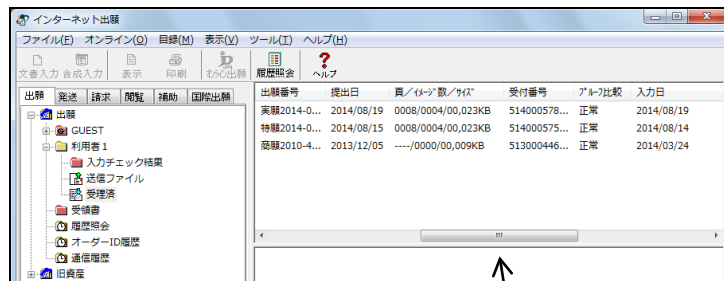 インターネット出願
ファイル(F) オンライン(O) 目録(M) 表示(V) ツール(T) ヘルプ(H)
文書入力 合成入力 表示 印刷 わらべ出願 履歴照会 ヘルプ
出願 発送 請求 閲覧 補助 国際出願
出願番号 提出日 頁/イメージ数/サイズ 受付番号 プルーフ比較 入力日
実願2014-0... 2014/08/19 0008/0004/00,023KB 514000578... 正常 2014/08/19
特願2014-0... 2014/08/15 0008/0004/00,023KB 514000575... 正常 2014/08/14
商願2010-4... 2013/12/05 ----/0000/00,009KB 513000446... 正常 2014/03/24
出願
GUEST
利用者1
入力チェック結果
送信ファイル
受理済
受領書
履歴照会
オーダーID履歴
通信履歴
旧資産